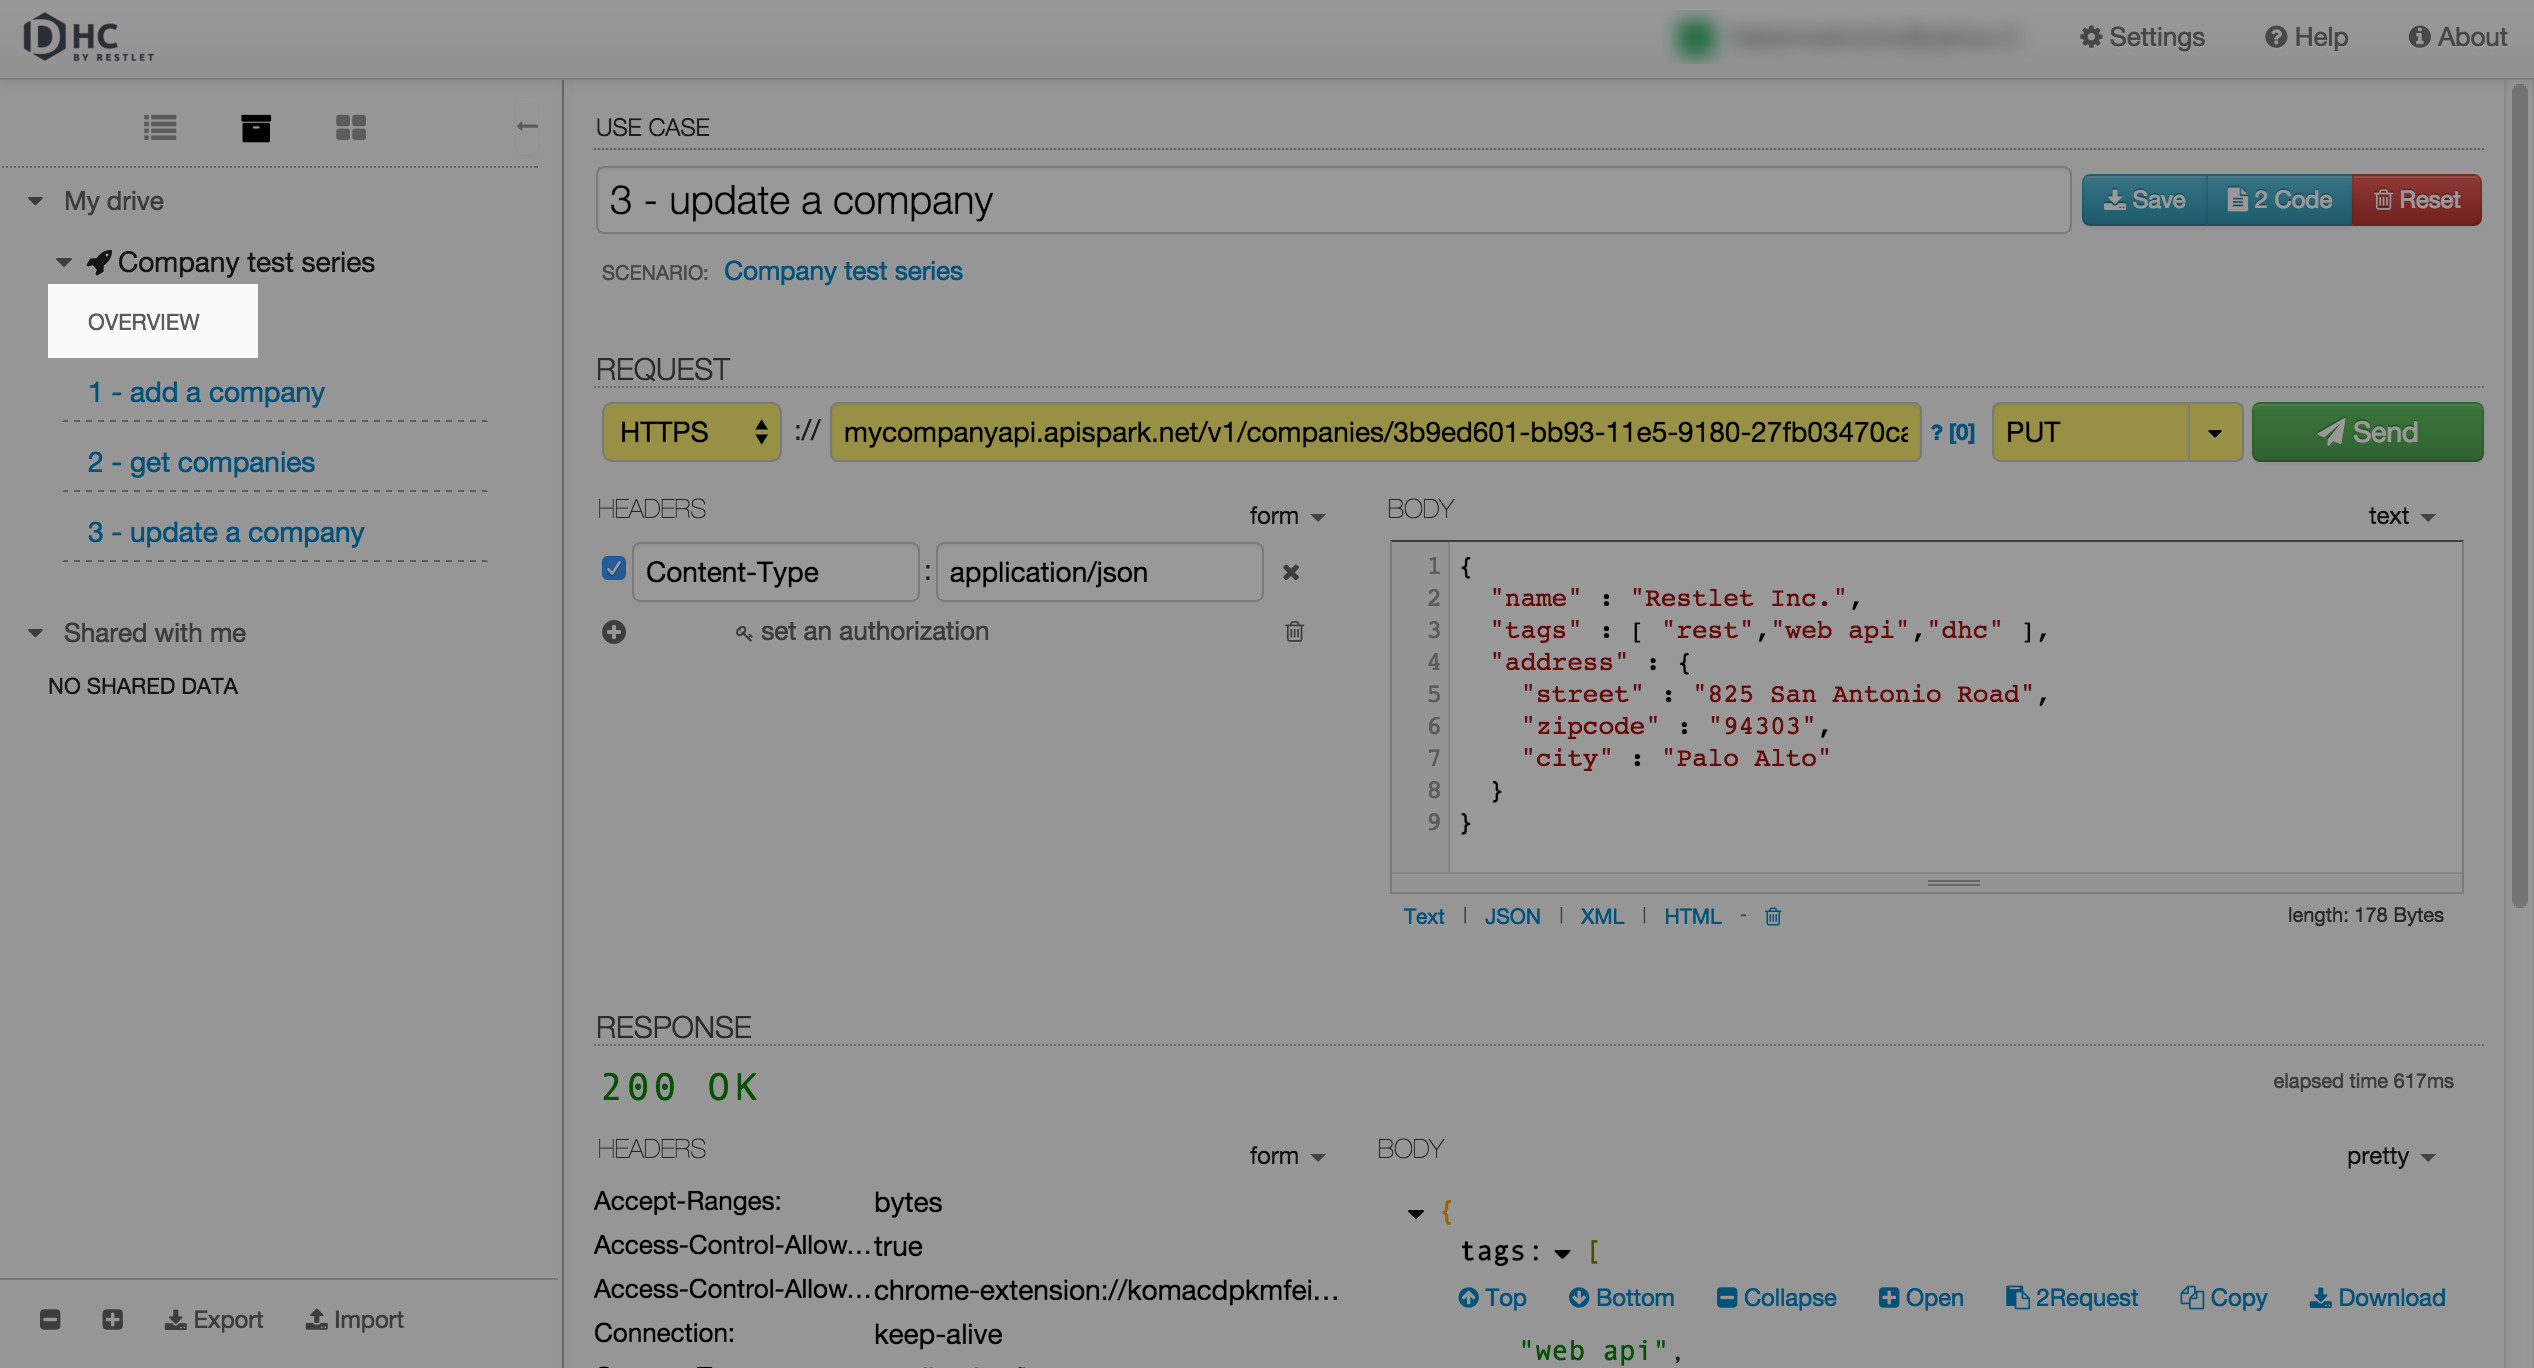 DHC
BY RESTLET
Settings
Help
About
My drive
Company test series
OVERVIEW
1 - add a company
2 - get companies
3 - update a company
Shared with me
NO SHARED DATA
Export
Import
USE CASE
3 - update a company
Save
2 Code
Reset
SCENARIO: Company test series
REQUEST
HTTPS :// mycompanyapi.apispark.net/v1/companies/3b9ed601-bb93-11e5-9180-27fb03470ca ? [0] PUT Send
HEADERS
form
Content-Type : application/json
set an authorization
BODY
text
1 {
2 "name" : "Restlet Inc.",
3 "tags" : [ "rest","web api","dhc" ],
4 "address" : {
5 "street" : "825 San Antonio Road",
6 "zipcode" : "94303",
7 "city" : "Palo Alto"
8 }
9 }
Text | JSON | XML | HTML -
length: 178 Bytes
RESPONSE
200 OK
elapsed time 617ms
HEADERS
form
Accept-Ranges: bytes
Access-Control-Allow... true
Access-Control-Allow... chrome-extension://komacdpkmfei...
Connection: keep-alive
BODY
pretty
{
tags: [
Top
Bottom
Collapse
Open
2Request
Copy
Download
"web api",